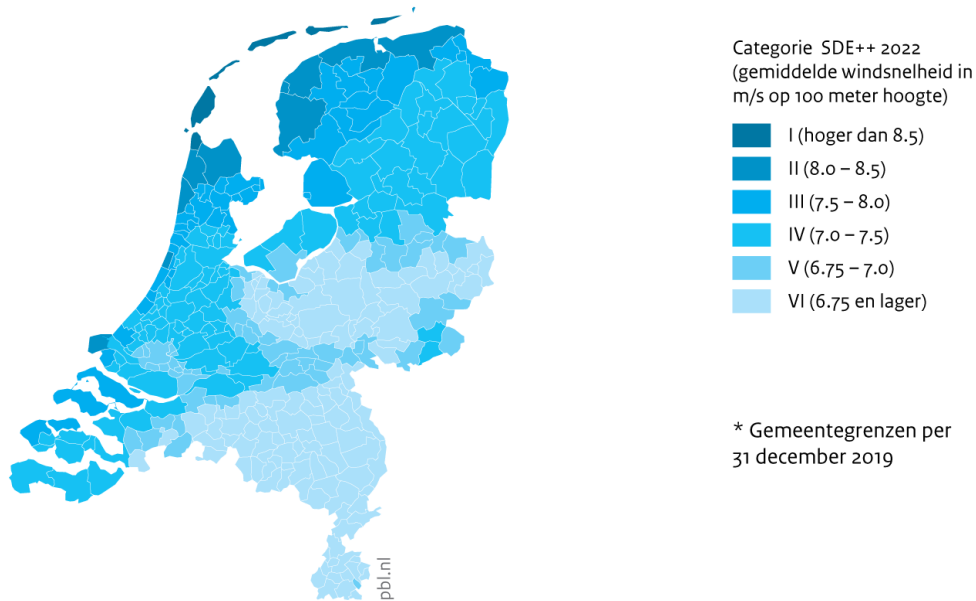 Categorie SDE++ 2022
(gemiddelde windsnelheid in
m/s op 100 meter hoogte)
I (hoger dan 8.5)
II (8.0 – 8.5)
III (7.5 – 8.0)
IV (7.0 – 7.5)
V (6.75 – 7.0)
VI (6.75 en lager)
* Gemeentegrenzen per
31 december 2019
pbl.nl